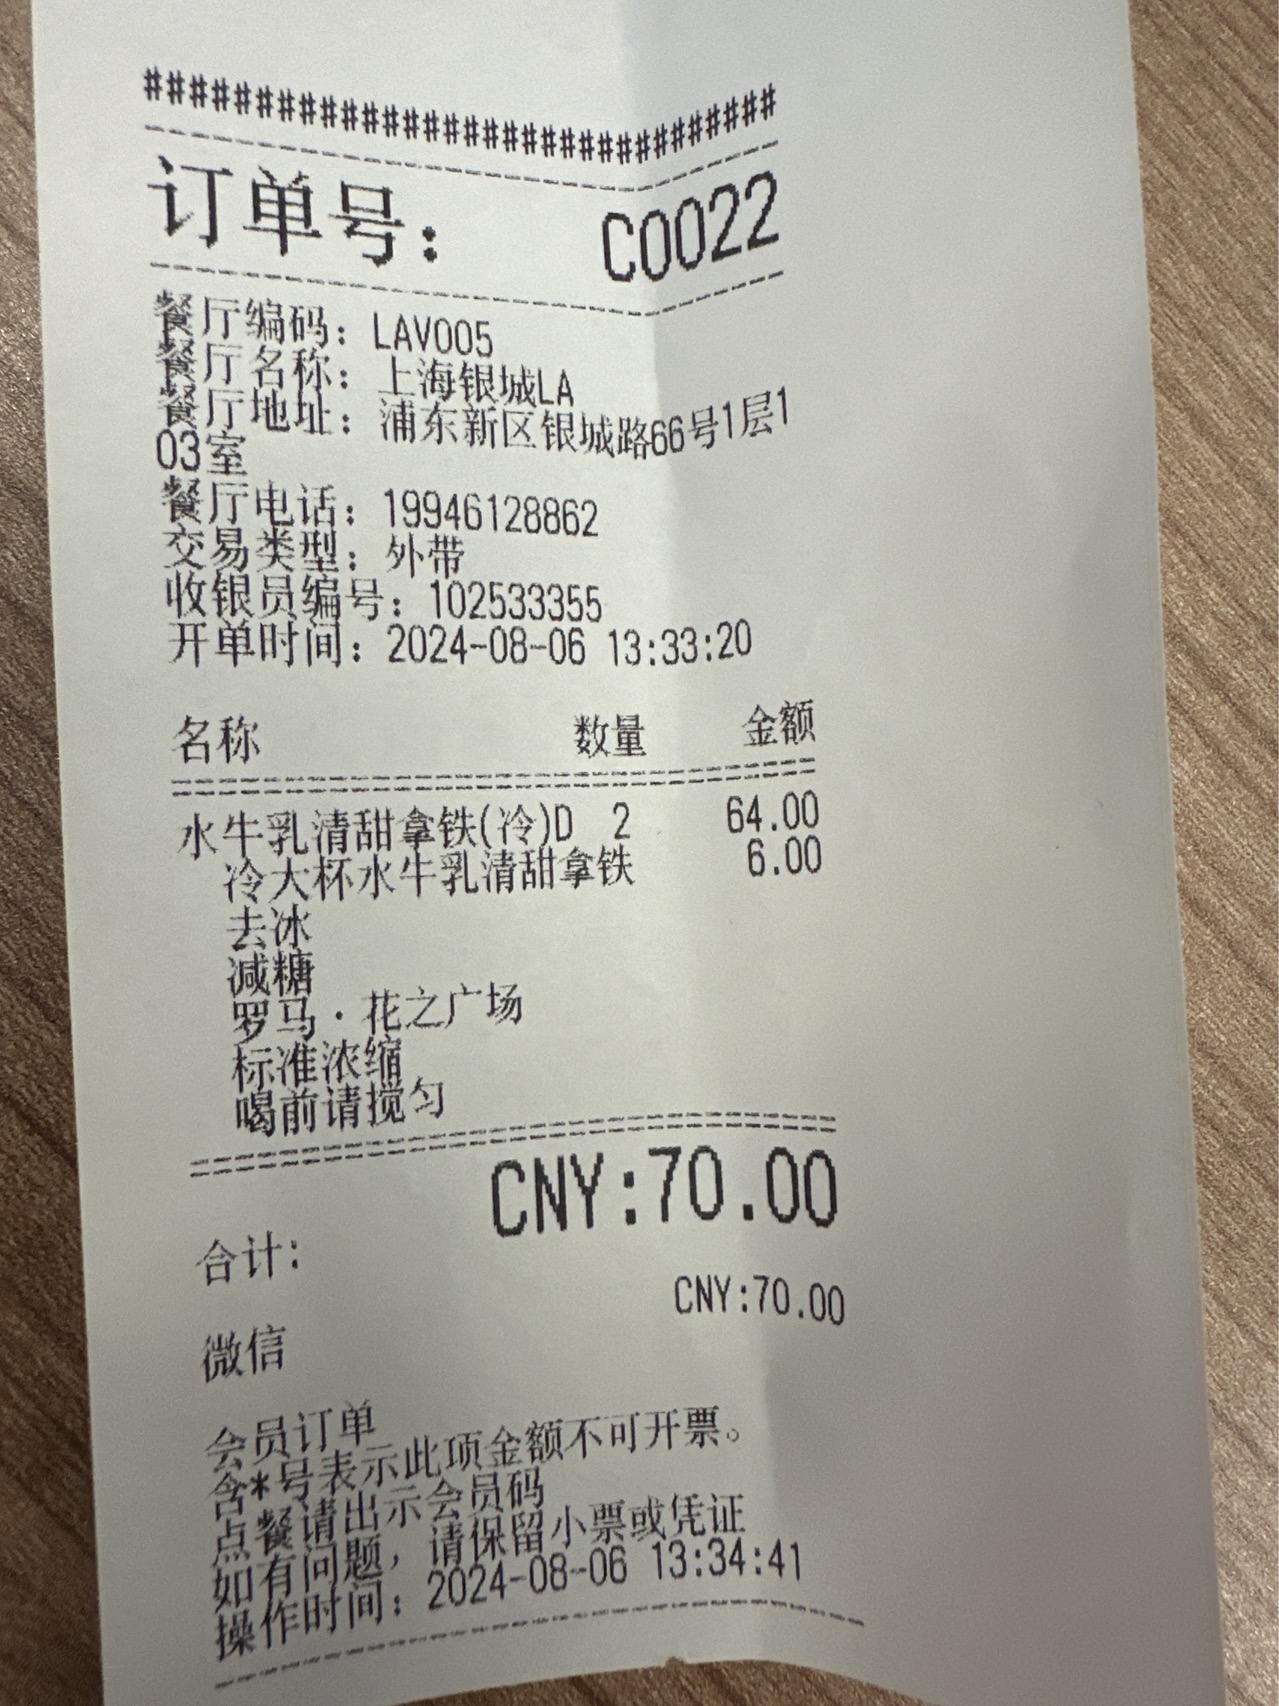 ##############################
订单号： C0022
餐厅编码：LAV005
餐厅名称：上海银城LA
餐厅地址：浦东新区银城路66号1层1
03室
餐厅电话：19946128862
交易类型：外带
收银员编号：102533355
开单时间：2024-08-06 13:33:20
名称 数量 金额
水牛乳清甜拿铁(冷)D 2 64.00
冷大杯水牛乳清甜拿铁 6.00
去冰
减糖
罗马·花之广场
标准浓缩
喝前请搅匀
CNY:70.00
合计:
CNY:70.00
微信
会员订单
含*号表示此项金额不可开票。
点餐请出示会员码
如有问题，请保留小票或凭证
操作时间：2024-08-06 13:34:41